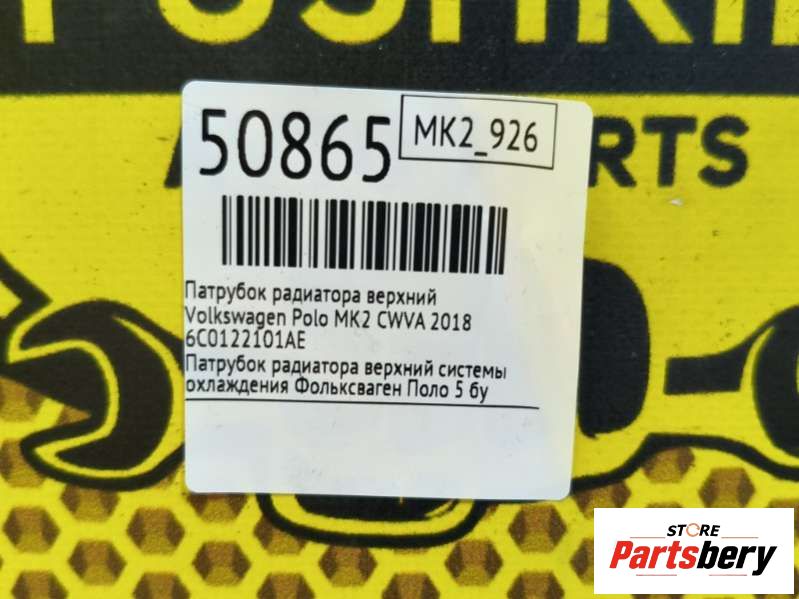 50865
MK2_926
Патрубок радиатора верхний
Volkswagen Polo MK2 CWVA 2018
6C0122101AE
Патрубок радиатора верхний системы
охлаждения Фольксваген Поло 5 бу
STORE
Partsbery